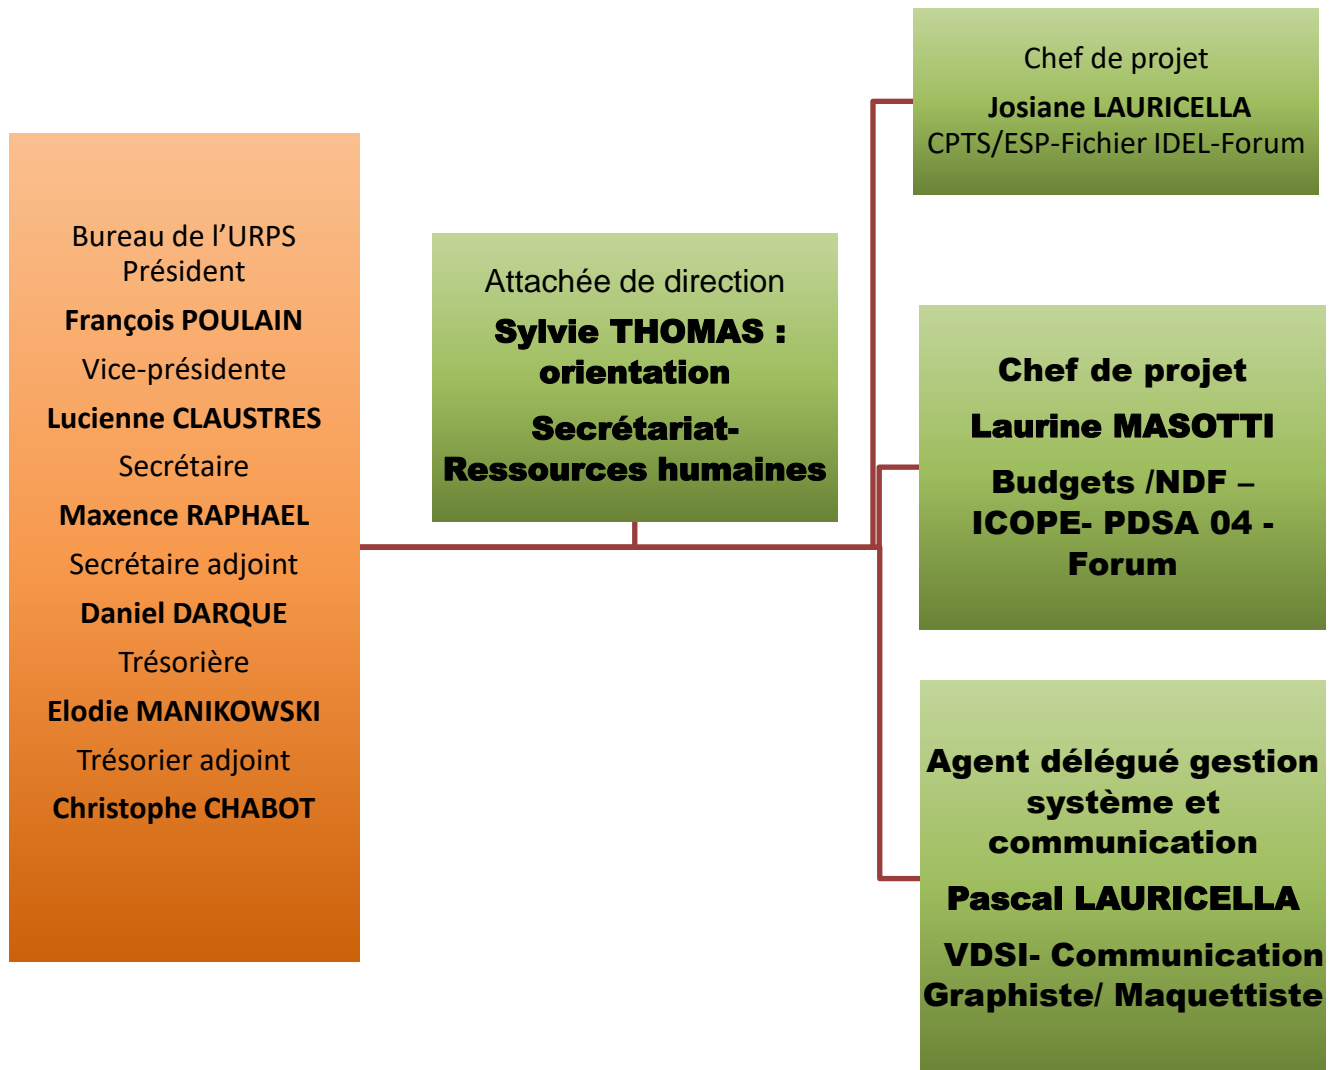 Bureau de l’URPS
Président
François POULAIN
Vice-présidente
Lucienne CLAUSTRES
Secrétaire
Maxence RAPHAEL
Secrétaire adjoint
Daniel DARQUE
Trésorière
Elodie MANIKOWSKI
Trésorier adjoint
Christophe CHABOT
Attachée de direction
Sylvie THOMAS :
orientation
Secrétariat-
Ressources humaines
Chef de projet
Josiane LAURICELLA
CPTS/ESP-Fichier IDEL-Forum
Chef de projet
Laurine MASOTTI
Budgets /NDF –
ICOPE- PDSA 04 -
Forum
Agent délégué gestion
système et
communication
Pascal LAURICELLA
VDSI- Communication
Graphiste/ Maquettiste